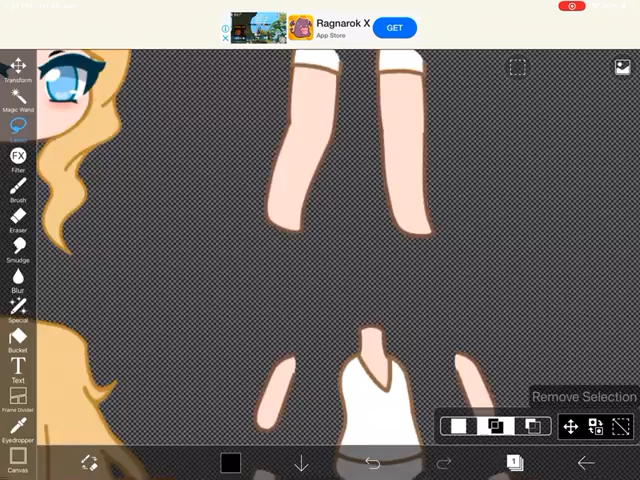 Ragnarok X
App Store
GET
Transform
Magic Wand
Filter
Brush
Eraser
Smudge
Blur
Special
Bucket
Text
Frame Divider
Eyedropper
Canvas
FX
T
Remove Selection
1